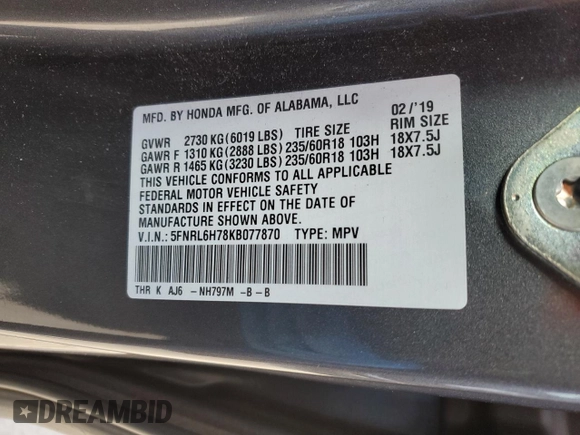 MFD. BY HONDA MFG. OF ALABAMA, LLC 02/'19
GVWR 2730 KG(6019 LBS) TIRE SIZE RIM SIZE
GAWR F 1310 KG(2888 LBS)235/60R18 103H 18X7.5J
GAWR R 1465 KG(3230 LBS)235/60R18 103H 18X7.5J
THIS VEHICLE CONFORMS TO ALL APPLICABLE
FEDERAL MOTOR VEHICLE SAFETY
STANDARDS IN EFFECT ON THE DATE OF
MANUFACTURE SHOWN ABOVE.
V.I.N.: 5FNRL6H78KB077870 TYPE: MPV
THR K AJ6 - NH797M -B-B
DREAMBID